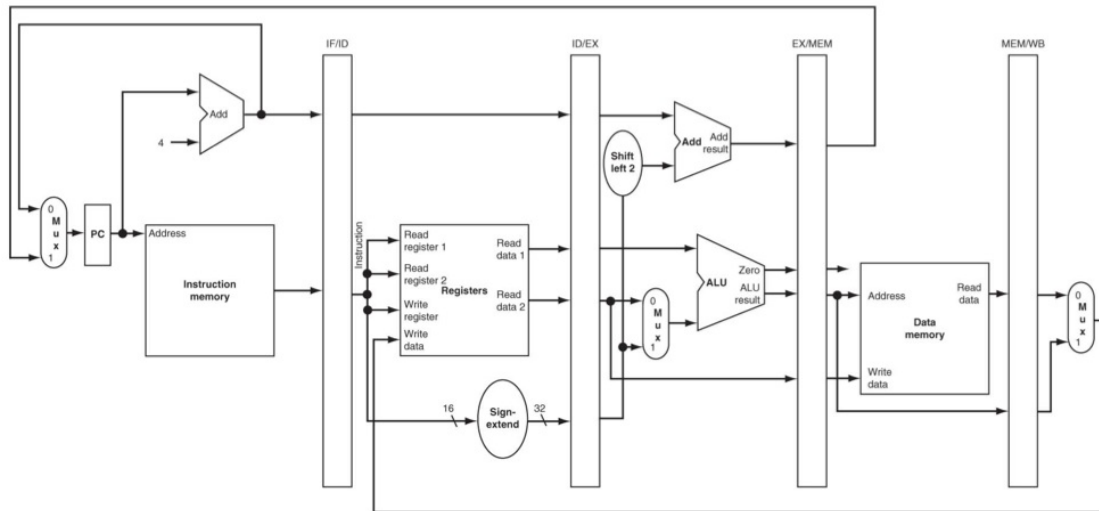 IF/ID
ID/EX
EX/MEM
MEM/WB
Add
4
Shift
left 2
Add
Add
result
0
M
u
x
1
PC
Address
Instruction
memory
Instruction
Read
register 1
Read
register 2
Write
register
Write
data
Registers
Read
data 1
Read
data 2
16
Sign-
extend
32
0
M
u
x
1
Zero
ALU
ALU
result
Address
Read
data
Data
memory
Write
data
0
M
u
x
1